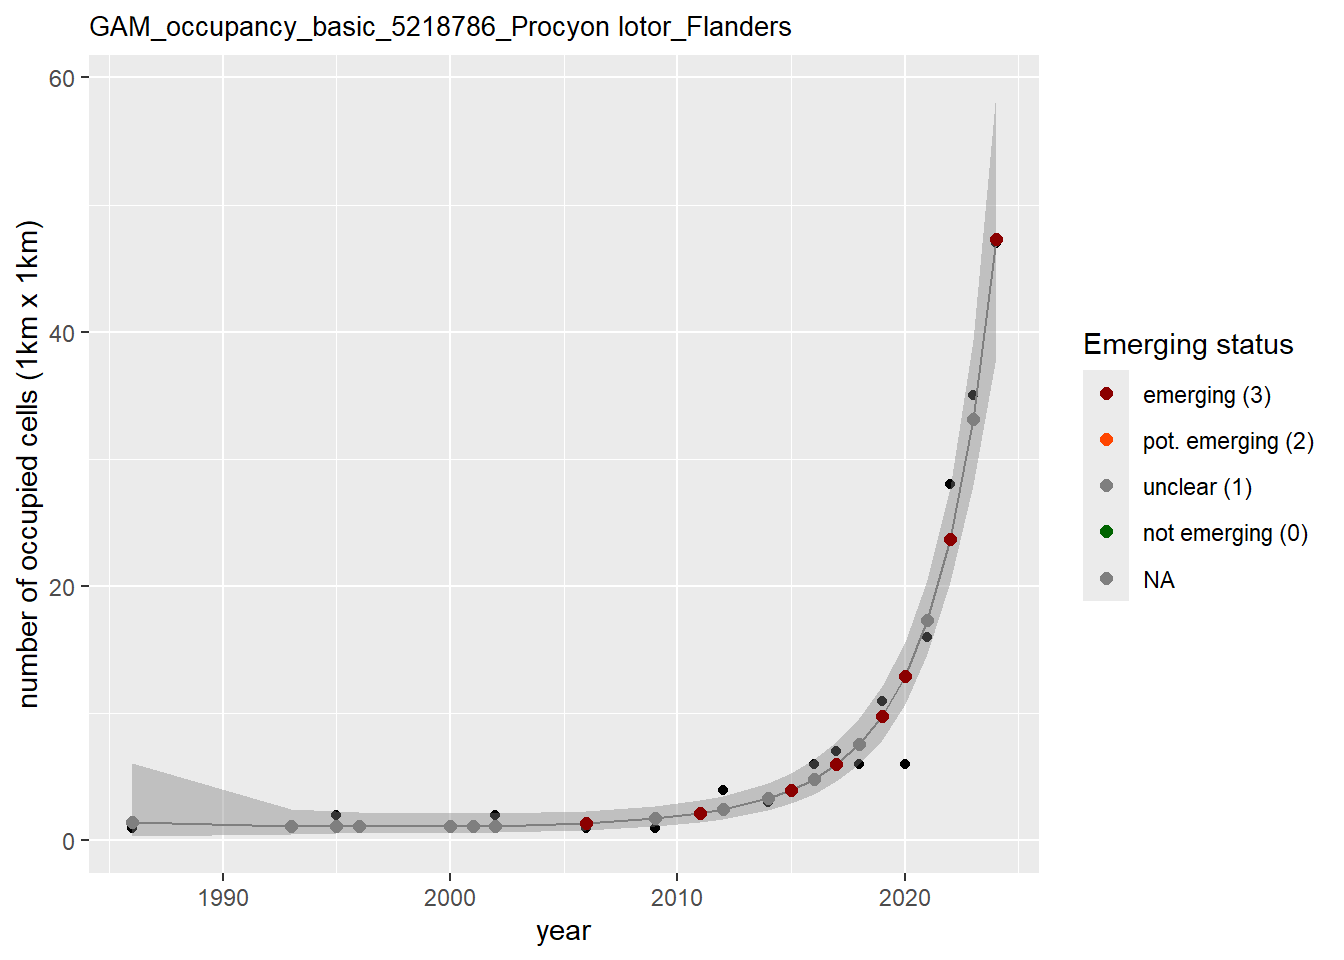 GAM_occupancy_basic_5218786_Procyon lotor_Flanders
60
40
20
0
number of occupied cells (1km x 1km)
1990 2000 2010 2020
year
Emerging status
emerging (3)
pot. emerging (2)
unclear (1)
not emerging (0)
NA